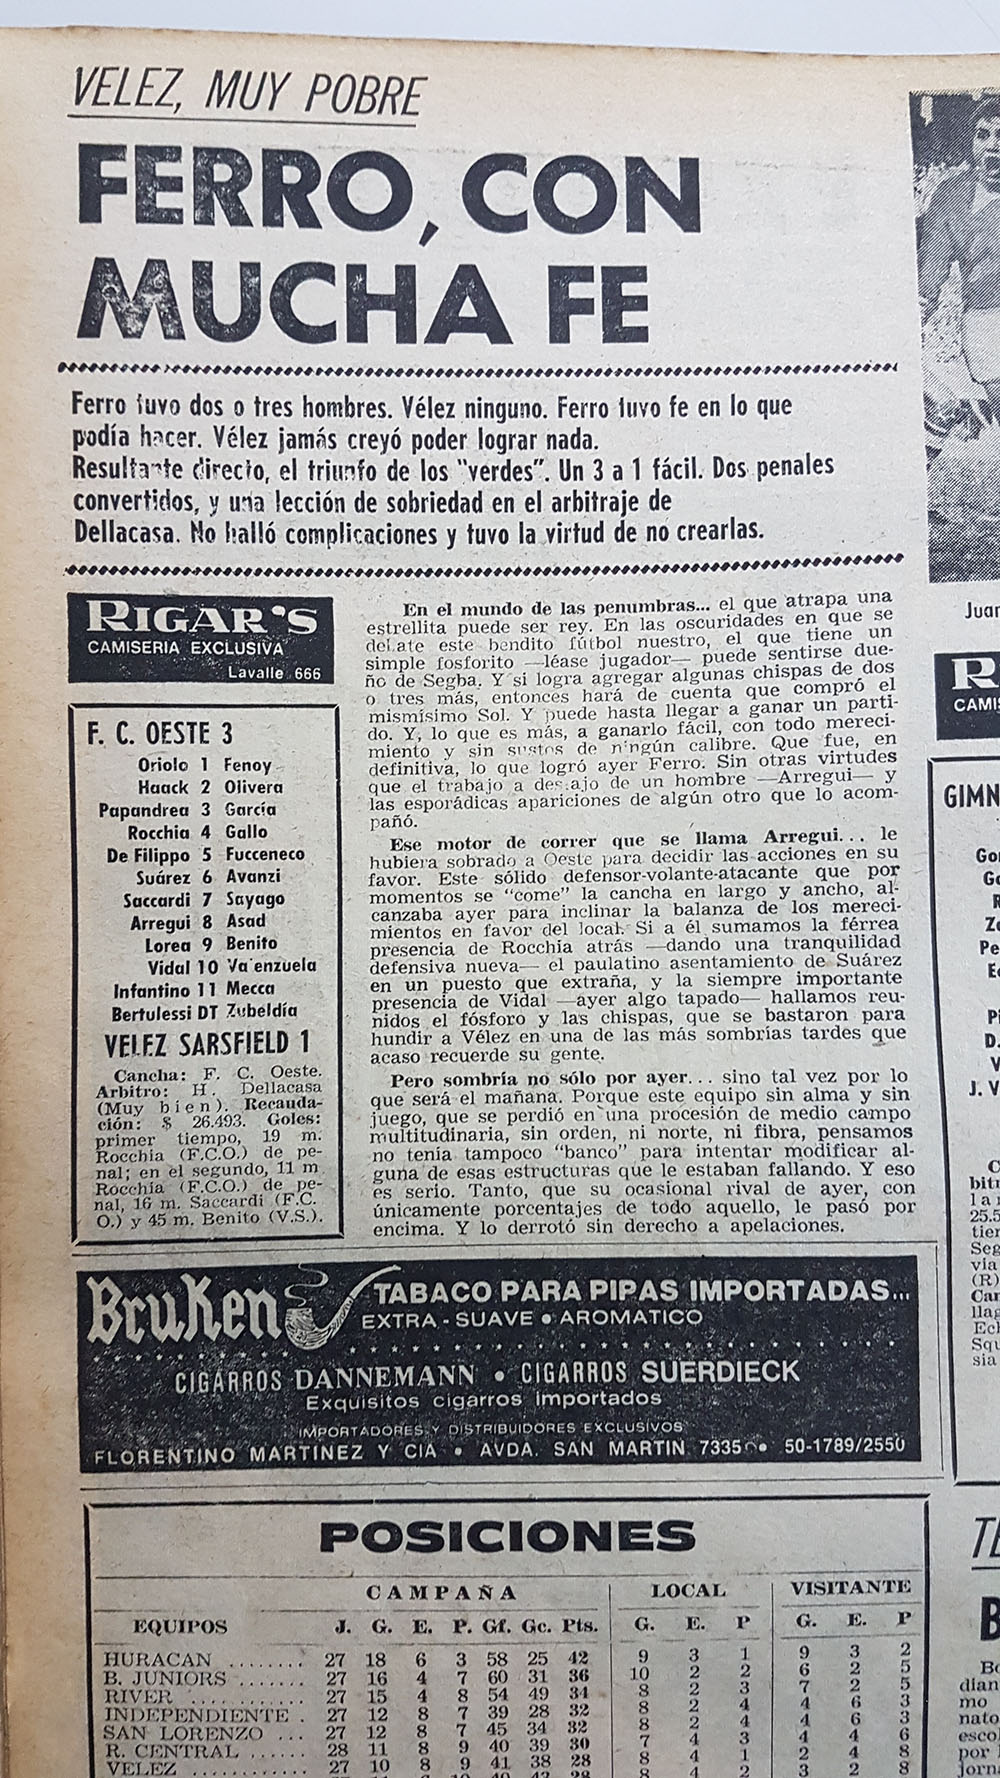 VELEZ, MUY POBRE
FERRO, CON
MUCHA FE
Ferro tuvo dos o tres hombres. Vélez ninguno. Ferro tuvo fe en lo que
podía hacer. Vélez jamás creyó poder lograr nada.
Resultante directo, el triunfo de los "verdes". Un 3 a 1 fácil. Dos penales
convertidos, y una lección de sobriedad en el arbitraje de
Dellacasa. No halló complicaciones y tuvo la virtud de no crearlas.
RIGAR'S
CAMISERIA EXCLUSIVA
Lavalle 666
F. C. OESTE 3
Oriolo 1 Fenoy
Haack 2 Olivera
Papandrea 3 García
Rocchia 4 Gallo
De Filippo 5 Fucceneco
Suárez 6 Avanzi
Saccardi 7 Sayago
Arregui 8 Asad
Lorea 9 Benito
Vidal 10 Va enzuela
Infantino 11 Mecca
Bertulessi DT Zubeldía
VELEZ SARSFIELD 1
Cancha: F. C. Oeste.
Arbitro: H. Dellacasa
(Muy bien). Recauda-
ción: $ 26.493. Goles:
primer tiempo, 19 m.
Rocchia (F.C.O.) de pe-
nal; en el segundo, 11 m
Rocchia (F.C.O.) de pe-
nal, 16 m. Saccardi (F.C.
O.) y 45 m. Benito (V.S.).
En el mundo de las penumbras... el que atrapa una
estrellita puede ser rey. En las oscuridades en que se
debate este bendito fútbol nuestro, el que tiene un
simple fosforito —léase jugador— puede sentirse due-
ño de Segba. Y si logra agregar algunas chispas de dos
o tres más, entonces hará de cuenta que compró el
mismísimo Sol. Y puede hasta llegar a ganar un parti-
do. Y, lo que es más, a ganarlo fácil, con todo mereci-
miento y sin sustos de ningún calibre. Que fue, en
definitiva, lo que logró ayer Ferro. Sin otras virtudes
que el trabajo a destajo de un hombre —Arregui— y
las esporádicas apariciones de algún otro que lo acom-
pañó.
Ese motor de correr que se llama Arregui... le
hubiera sobrado a Oeste para decidir las acciones en su
favor. Este sólido defensor-volante-atacante que por
momentos se "come" la cancha en largo y ancho, al-
canzaba ayer para inclinar la balanza de los mereci-
mientos en favor del local. Si a él sumamos la férrea
presencia de Rocchia atrás —dando una tranquilidad
defensiva nueva— el paulatino asentamiento de Suárez
en un puesto que extraña, y la siempre importante
presencia de Vidal —ayer algo tapado— hallamos reu-
nidos el fósforo y las chispas, que se bastaron para
hundir a Vélez en una de las más sombrías tardes que
acaso recuerde su gente.
Pero sombría no sólo por ayer... sino tal vez por lo
que será el mañana. Porque este equipo sin alma y sin
juego, que se perdió en una procesión de medio campo
multitudinaria, sin orden, ni norte, ni fibra, pensamos
no tenía tampoco "banco" para intentar modificar al-
guna de esas estructuras que le estaban fallando. Y eso
es serio. Tanto, que su ocasional rival de ayer, con
únicamente porcentajes de todo aquello, le pasó por
encima. Y lo derrotó sin derecho a apelaciones.
Bruken TABACO PARA PIPAS IMPORTADAS...
EXTRA-SUAVE • AROMATICO
CIGARROS DANNEMANN • CIGARROS SUERDIECK
Exquisitos cigarros importados
IMPORTADORES Y DISTRIBUIDORES EXCLUSIVOS
FLORENTINO MARTINEZ Y CIA • AVDA. SAN MARTIN 7335 • 50-1789/2550
POSICIONES
CAMPAÑA LOCAL VISITANTE
EQUIPOS J. G. E. P. Gf. Gc. Pts. G. E. P G. E. P
HURACAN ........ 27 18 6 3 58 25 42 9 3 1 9 3 2
B. JUNIORS ....... 27 16 4 7 60 31 36 10 2 2 6 2 5
RIVER ........... 27 15 4 8 54 49 34 8 2 3 7 2 5
INDEPENDIENTE . 27 12 8 7 39 28 32 8 2 4 4 6 3
SAN LORENZO ... 27 12 8 7 45 34 32 8 2 4 4 6 3
R. CENTRAL ...... 28 11 8 9 40 39 30 7 4 3 4 4 6
VELEZ ........... 27 10 8 9 41 38 28 8 4 1 2 4 8
Juar
R
CAMIS
GIMN
Go
Pe
D.
J. V
25.5
(R)
sia
B
Bo
dian
mo
nato
esco
por
jorn